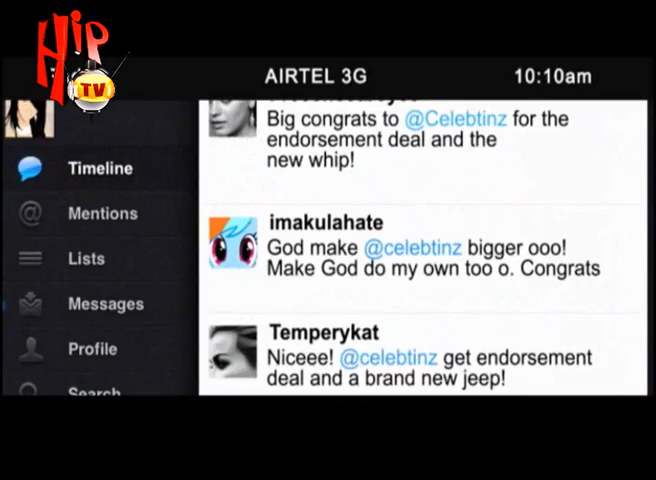 Hip
TV
AIRTEL 3G
10:10am
Big congrats to @Celebtinz for the
endorsement deal and the
new whip!
Timeline
Mentions
Lists
Messages
Profile
Search
imakulahate
God make @celebtinz bigger ooo!
Make God do my own too o. Congrats
Temperykat
Niceee! @celebtinz get endorsement
deal and a brand new jeep!